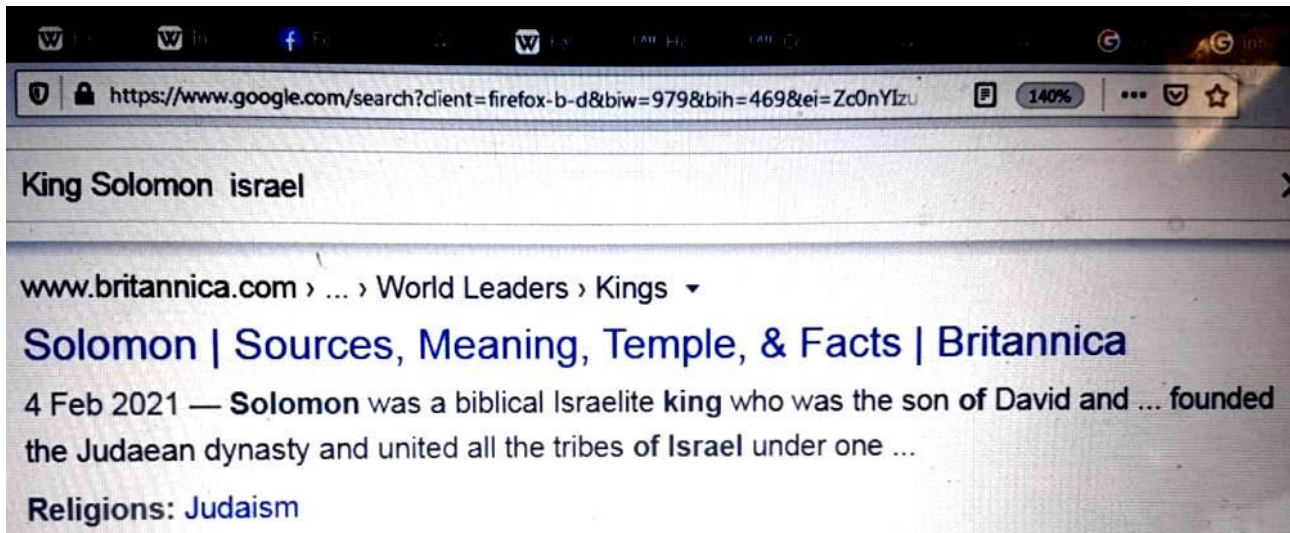 https://www.google.com/search?client=firefox-b-d&biw=979&bih=469&ei=Zc0nYIzu 140%
King Solomon israel
www.britannica.com › ... › World Leaders › Kings
Solomon | Sources, Meaning, Temple, & Facts | Britannica
4 Feb 2021 — Solomon was a biblical Israelite king who was the son of David and ... founded
the Judaean dynasty and united all the tribes of Israel under one ...
Religions: Judaism